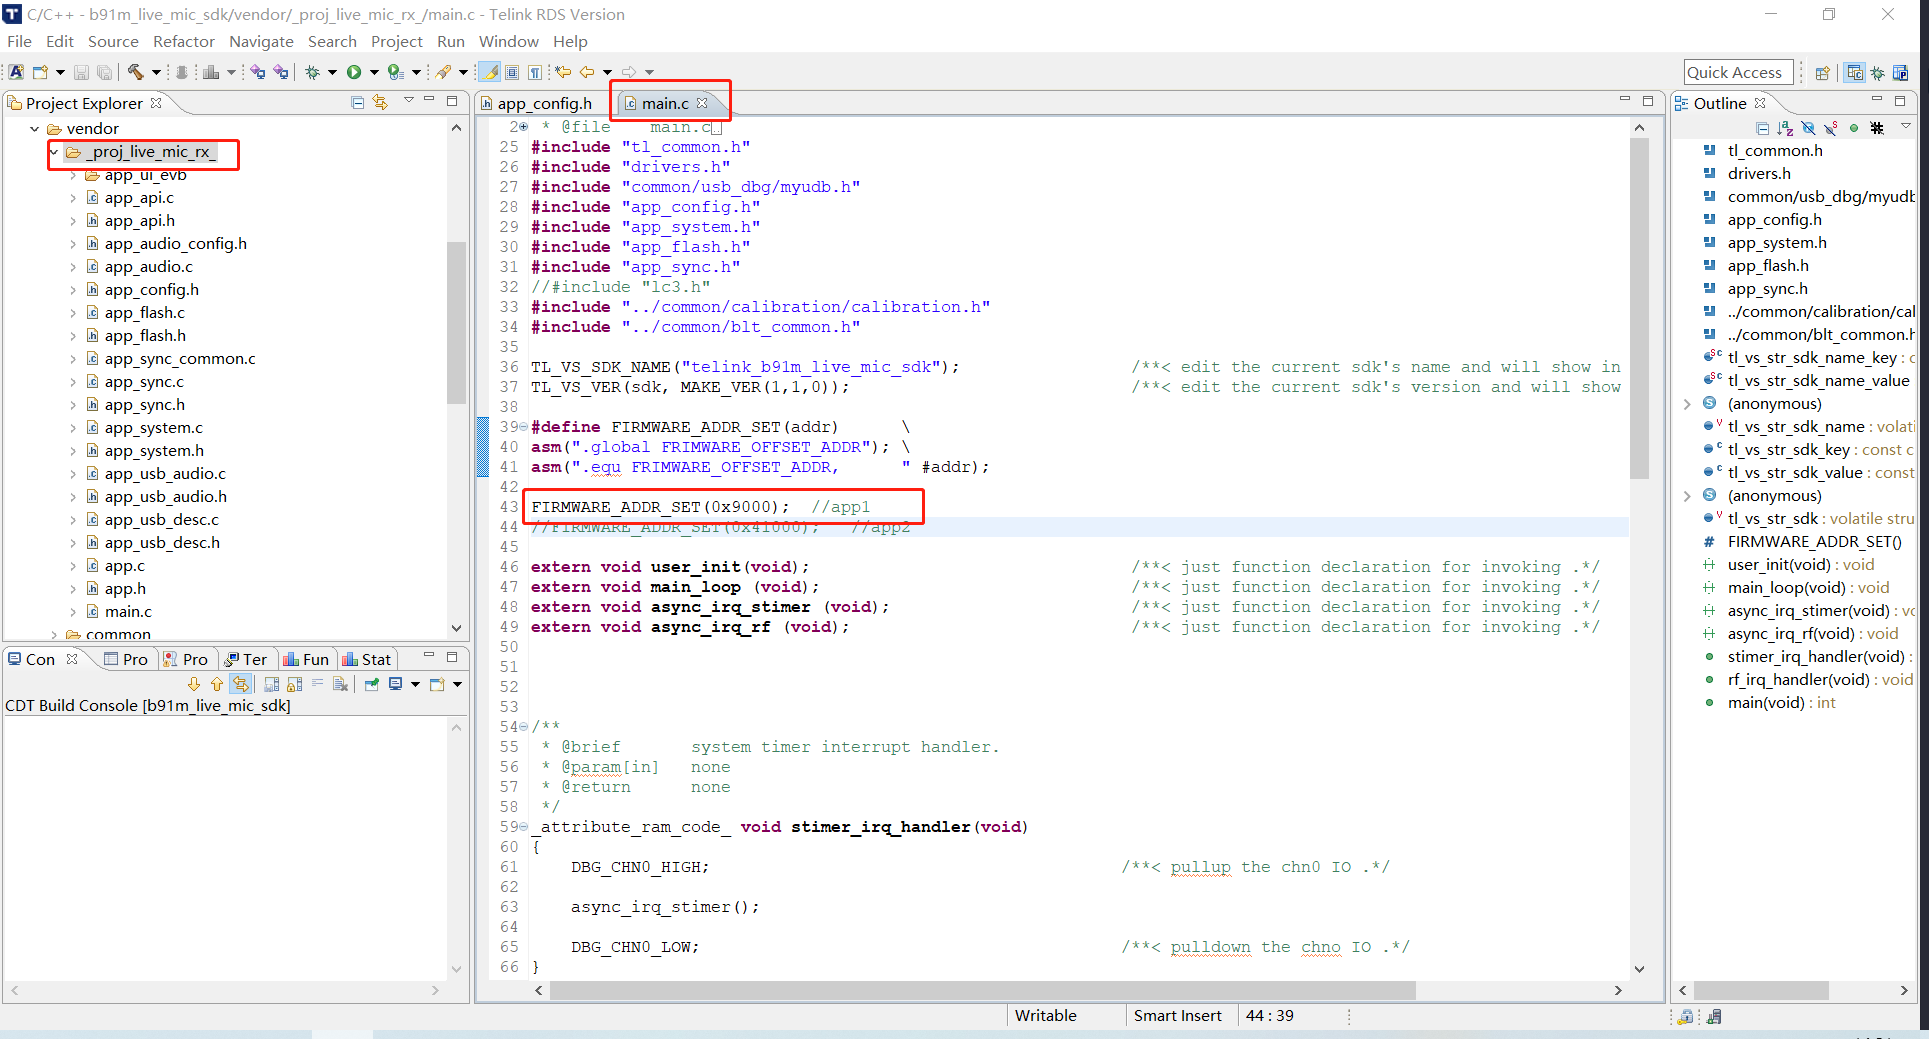 C/C++ - b91m_live_mic_sdk/vendor/_proj_live_mic_rx_/main.c - Telink RDS Version
File Edit Source Refactor Navigate Search Project Run Window Help
Quick Access
Project Explorer
vendor
_proj_live_mic_rx_
app_ui_evb
app_api.c
app_api.h
app_audio_config.h
app_audio.c
app_config.h
app_flash.c
app_flash.h
app_sync_common.c
app_sync.c
app_sync.h
app_system.c
app_system.h
app_usb_audio.c
app_usb_audio.h
app_usb_desc.c
app_usb_desc.h
app.c
app.h
main.c
common
Con Pro Pro Ter Fun Stat
CDT Build Console [b91m_live_mic_sdk]
app_config.h main.c
2 * @file main.c
25 #include "tl_common.h"
26 #include "drivers.h"
27 #include "common/usb_dbg/myudb.h"
28 #include "app_config.h"
29 #include "app_system.h"
30 #include "app_flash.h"
31 #include "app_sync.h"
32 //#include "lc3.h"
33 #include "../common/calibration/calibration.h"
34 #include "../common/blt_common.h"
35
36 TL_VS_SDK_NAME("telink_b91m_live_mic_sdk"); /**< edit the current sdk's name and will show in
37 TL_VS_VER(sdk, MAKE_VER(1,1,0)); /**< edit the current sdk's version and will show
38
39 #define FIRMWARE_ADDR_SET(addr) \
40 asm(".global FRIMWARE_OFFSET_ADDR"); \
41 asm(".equ FRIMWARE_OFFSET_ADDR, " #addr);
42
43 FIRMWARE_ADDR_SET(0x9000); //app1
44 //FIRMWARE_ADDR_SET(0x41000); //app2
45
46 extern void user_init(void); /**< just function declaration for invoking .*/
47 extern void main_loop (void); /**< just function declaration for invoking .*/
48 extern void async_irq_stimer (void); /**< just function declaration for invoking .*/
49 extern void async_irq_rf (void); /**< just function declaration for invoking .*/
50
51
52
53
54 /**
55 * @brief system timer interrupt handler.
56 * @param[in] none
57 * @return none
58 */
59 _attribute_ram_code_ void stimer_irq_handler(void)
60 {
61 DBG_CHN0_HIGH; /**< pullup the chn0 IO .*/
62
63 async_irq_stimer();
64
65 DBG_CHN0_LOW; /**< pulldown the chno IO .*/
66 }
Outline
tl_common.h
drivers.h
common/usb_dbg/myudb
app_config.h
app_system.h
app_flash.h
app_sync.h
../common/calibration/cal
../common/blt_common.h
tl_vs_str_sdk_name_key : c
tl_vs_str_sdk_name_value
(anonymous)
tl_vs_sdk_name : volati
tl_vs_str_sdk_key : const c
tl_vs_str_sdk_value : const
(anonymous)
tl_vs_str_sdk : volatile stru
# FIRMWARE_ADDR_SET()
user_init(void) : void
main_loop(void) : void
async_irq_stimer(void) : vo
async_irq_rf(void) : void
stimer_irq_handler(void) :
rf_irq_handler(void) : void
main(void) : int
Writable Smart Insert 44 : 39